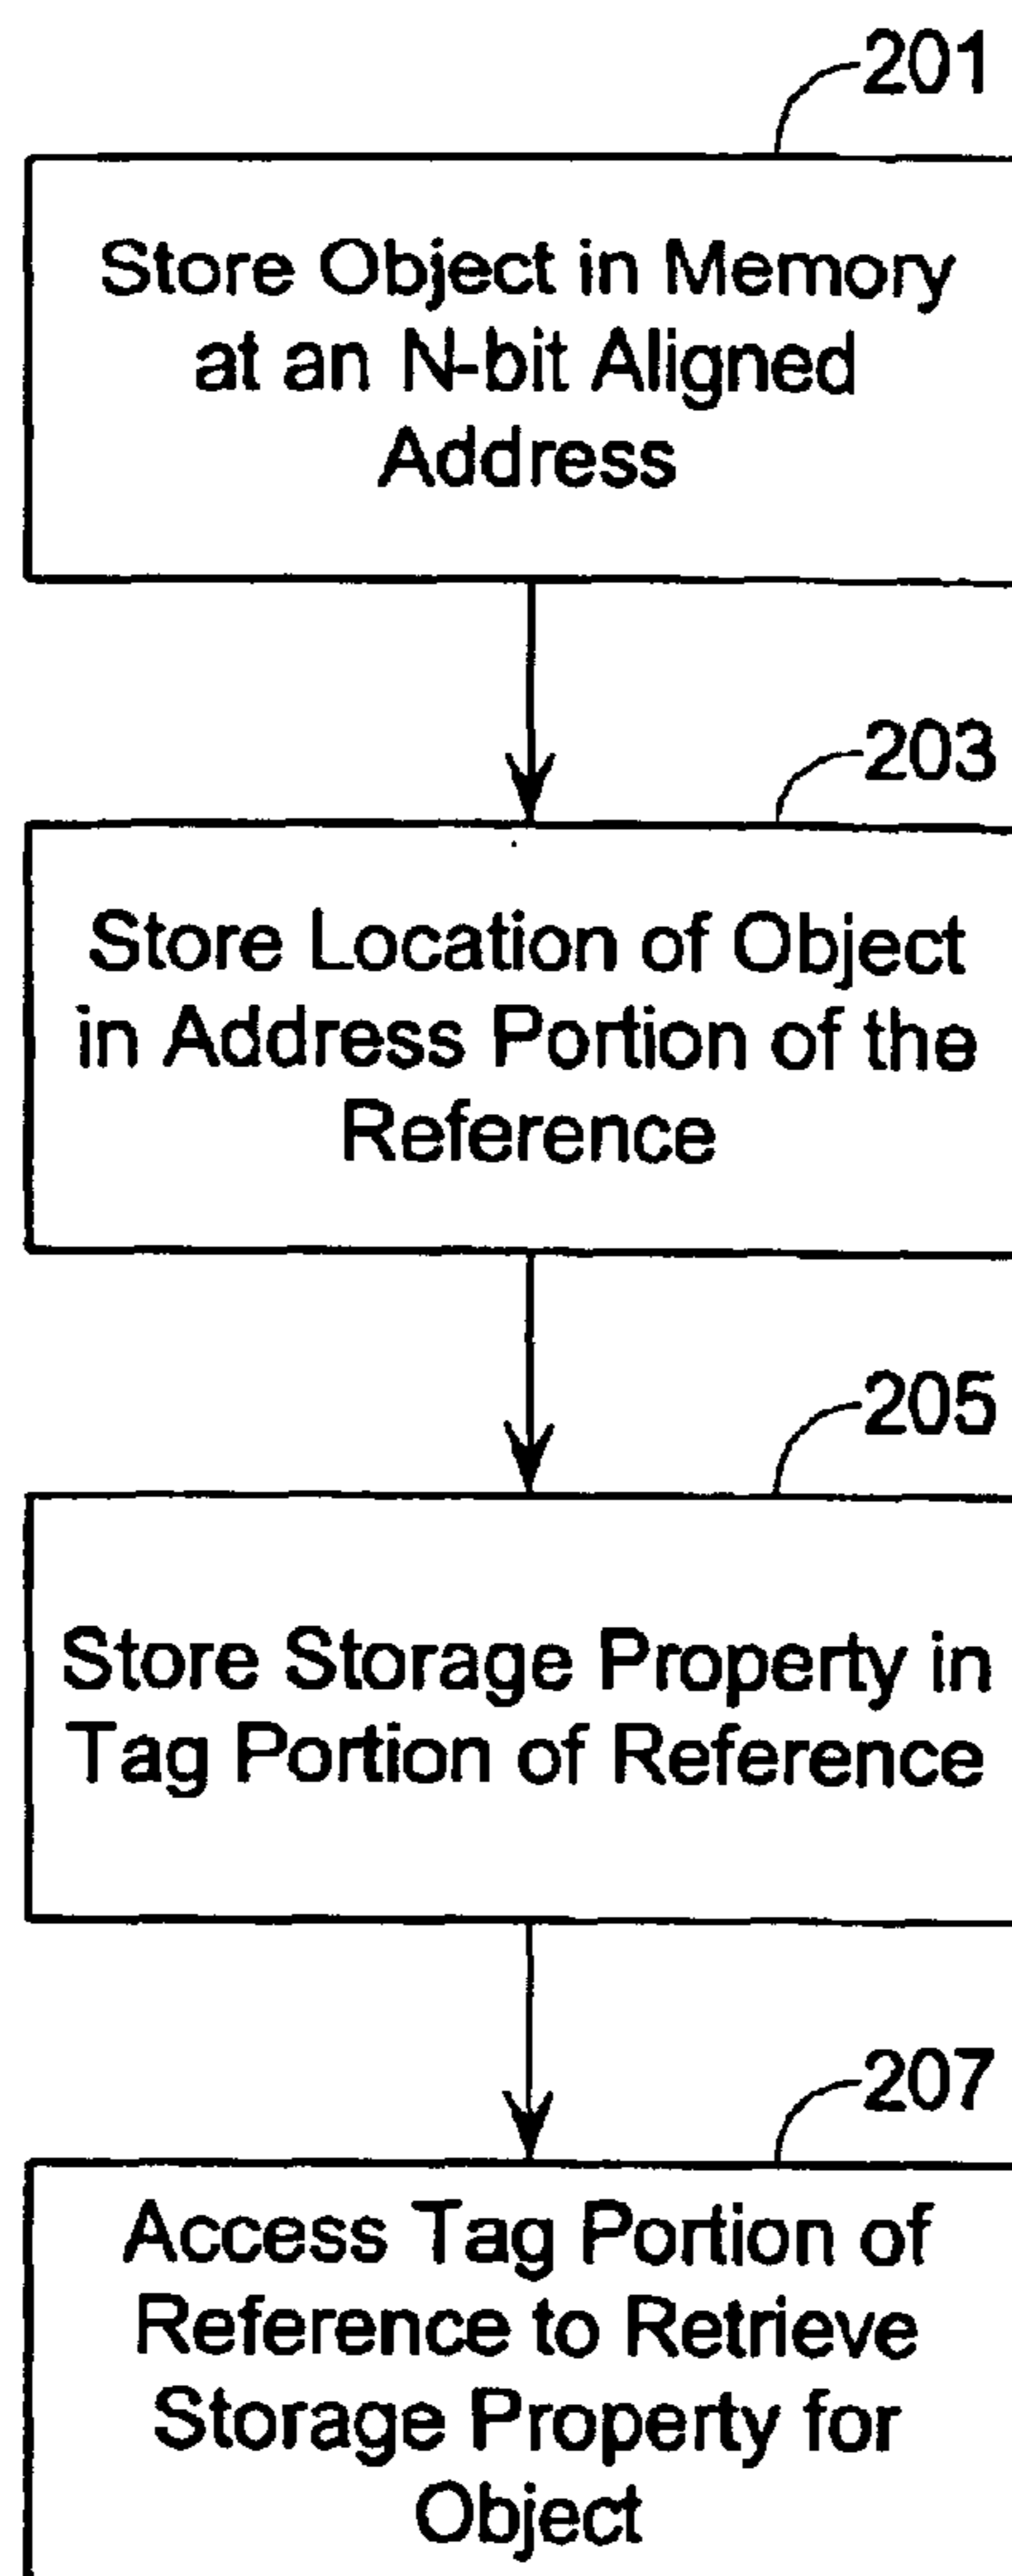 201
Store Object in Memory
at an N-bit Aligned
Address
203
Store Location of Object
in Address Portion of the
Reference
205
Store Storage Property in
Tag Portion of Reference
207
Access Tag Portion of
Reference to Retrieve
Storage Property for
Object